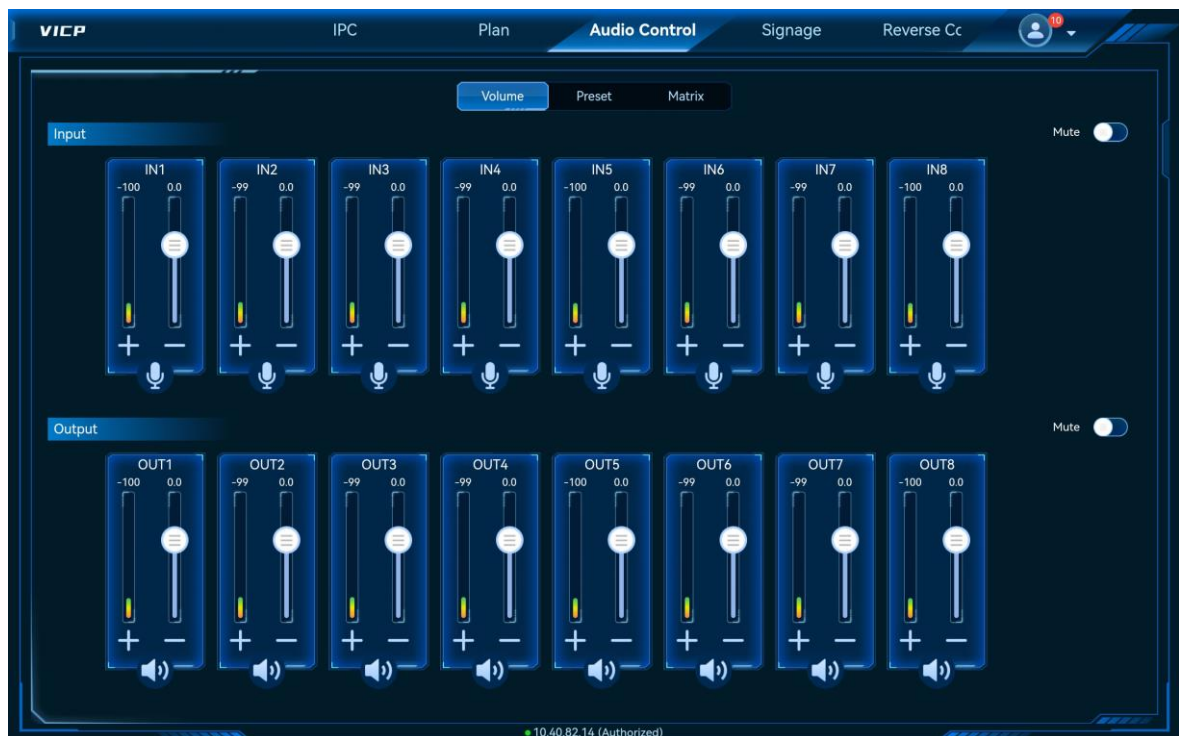 VICP IPC Plan Audio Control Signage Reverse Cc 10
Volume Preset Matrix
Input Mute
IN1 IN2 IN3 IN4 IN5 IN6 IN7 IN8
-100 0.0 -99 0.0 -99 0.0 -99 0.0 -100 0.0 -99 0.0 -99 0.0 -100 0.0
Output Mute
OUT1 OUT2 OUT3 OUT4 OUT5 OUT6 OUT7 OUT8
-100 0.0 -99 0.0 -99 0.0 -99 0.0 -100 0.0 -99 0.0 -99 0.0 -100 0.0
10.40.82.14 (Authorized)